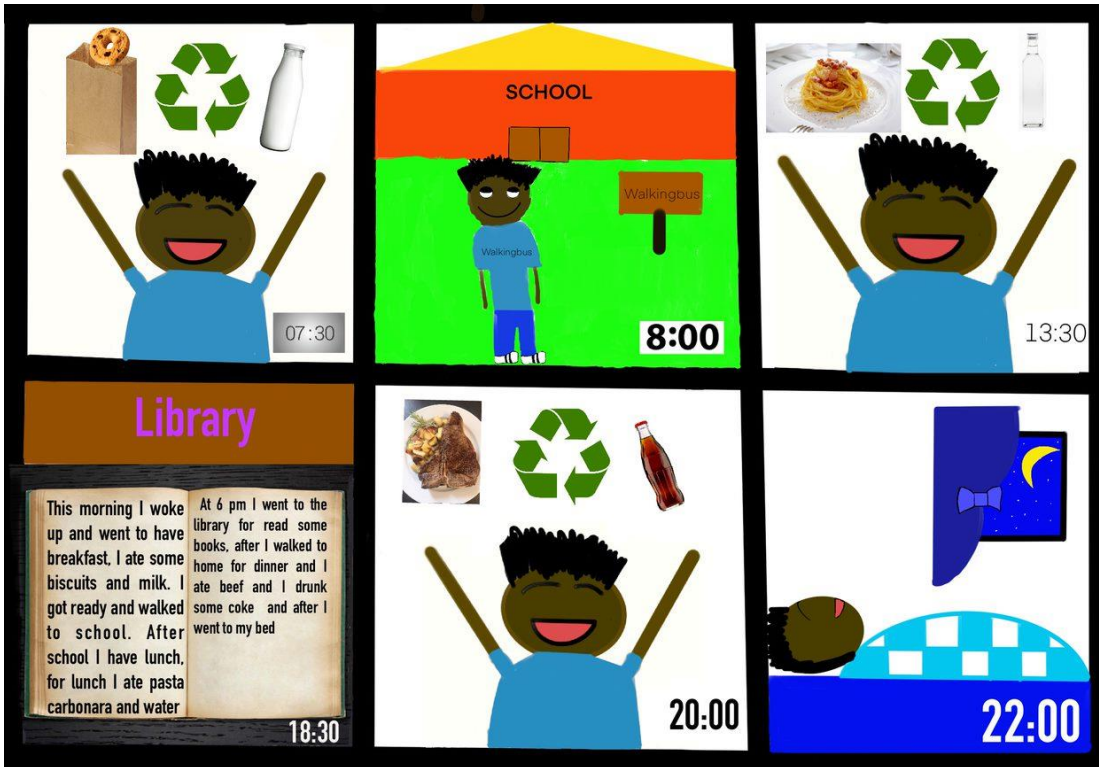 07:30
SCHOOL
Walkingbus
Walkingbus
8:00
13:30
Library
This morning I woke
up and went to have
breakfast, I ate some
biscuits and milk. I
got ready and walked
to school. After
school I have lunch,
for lunch I ate pasta
carbonara and water
At 6 pm I went to the
library for read some
books, after I walked to
home for dinner and I
ate beef and I drunk
some coke and after I
went to my bed
18:30
20:00
22:00